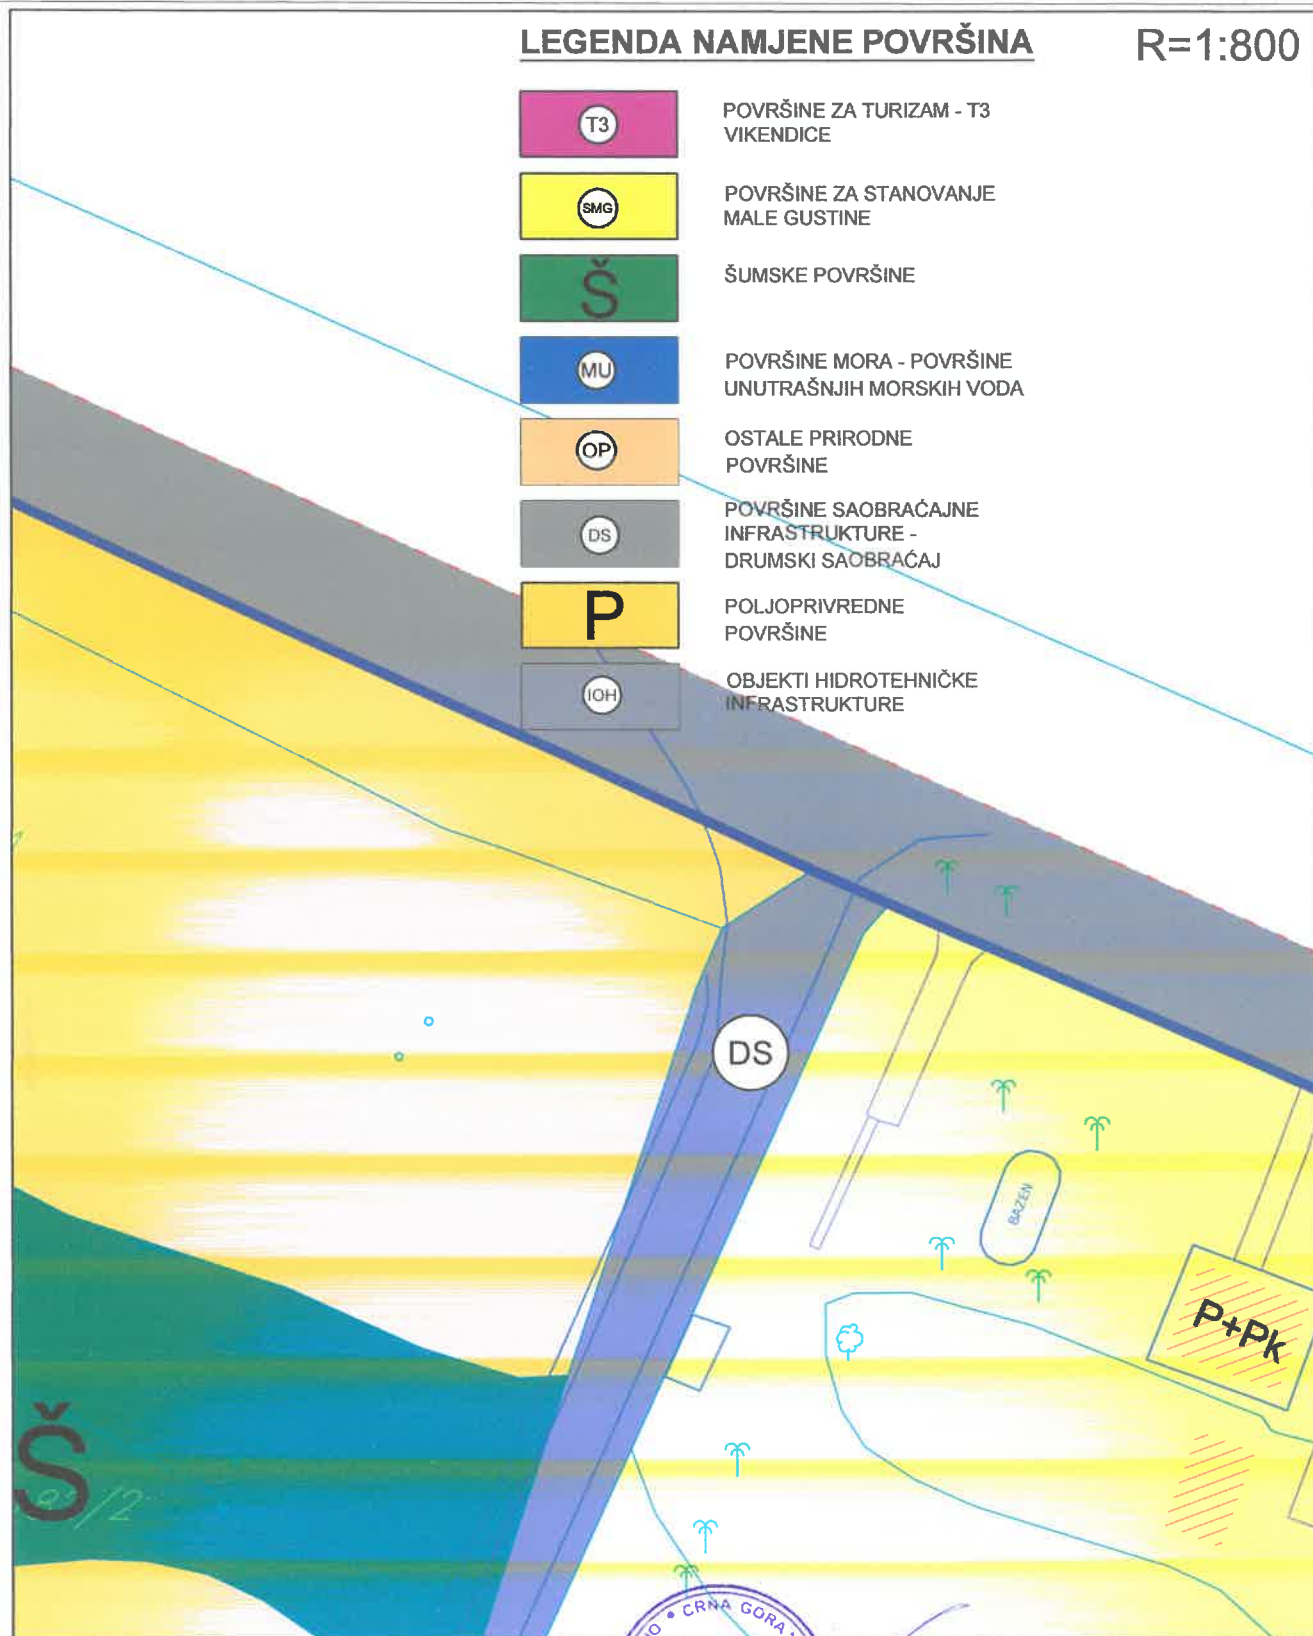 LEGENDA NAMJENE POVRŠINA
R=1:800
T3
POVRŠINE ZA TURIZAM - T3
VIKENDICE
SMG
POVRŠINE ZA STANOVANJE
MALE GUSTINE
Š
ŠUMSKE POVRŠINE
MU
POVRŠINE MORA - POVRŠINE
UNUTRAŠNJIH MORSKIH VODA
OP
OSTALE PRIRODNE
POVRŠINE
DS
POVRŠINE SAOBRAĆAJNE
INFRASTRUKTURE -
DRUMSKI SAOBRAĆAJ
P
POLJOPRIVREDNE
POVRŠINE
IOH
OBJEKTI HIDROTEHNIČKE
INFRASTRUKTURE
DS
BAZEN
P+Pk
Š
CRNA GORA